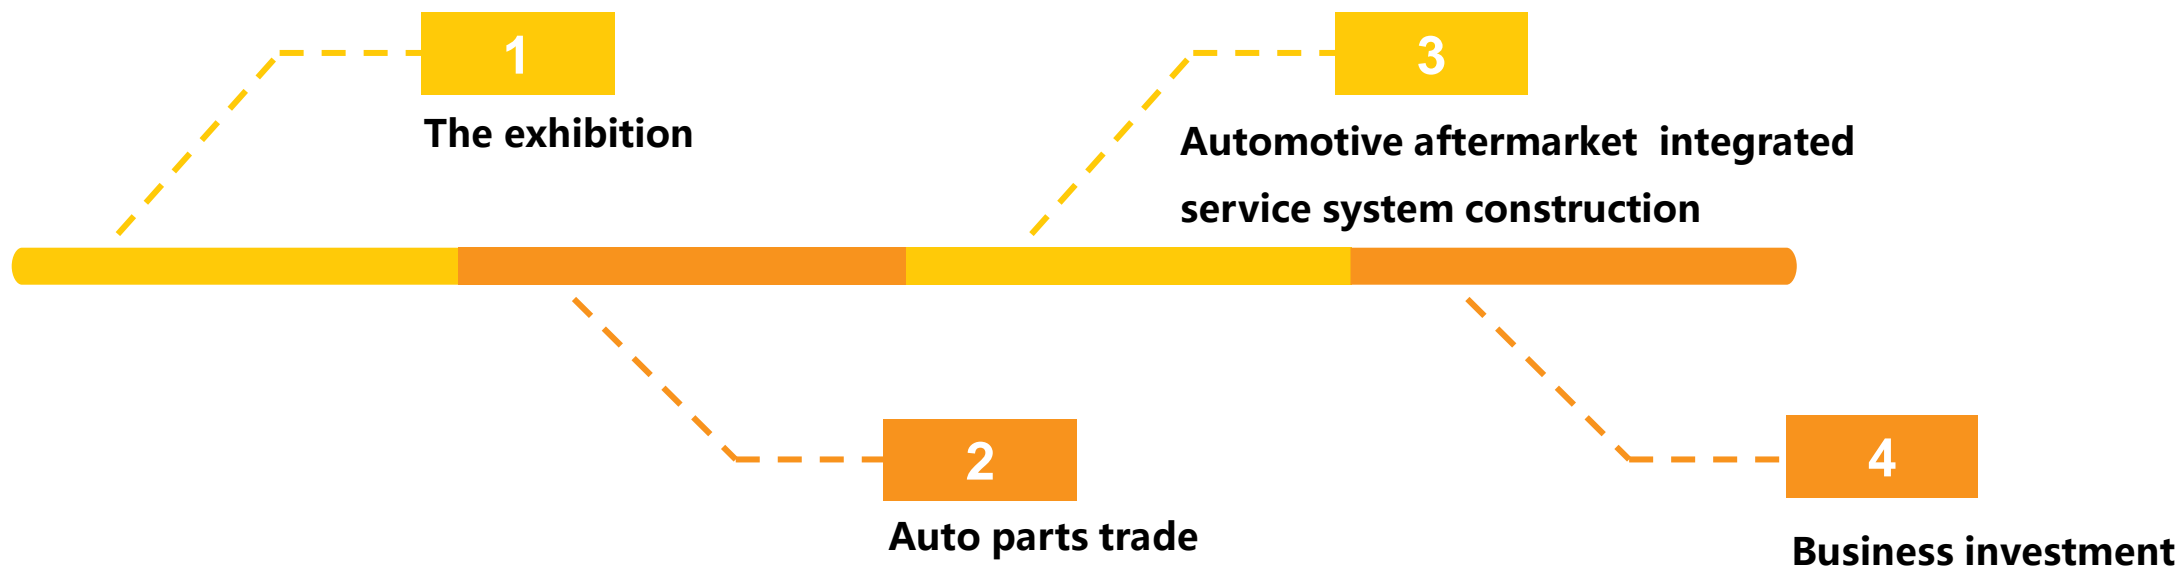 1
The exhibition
2
Auto parts trade
3
Automotive aftermarket  integrated
service system construction
4
Business investment